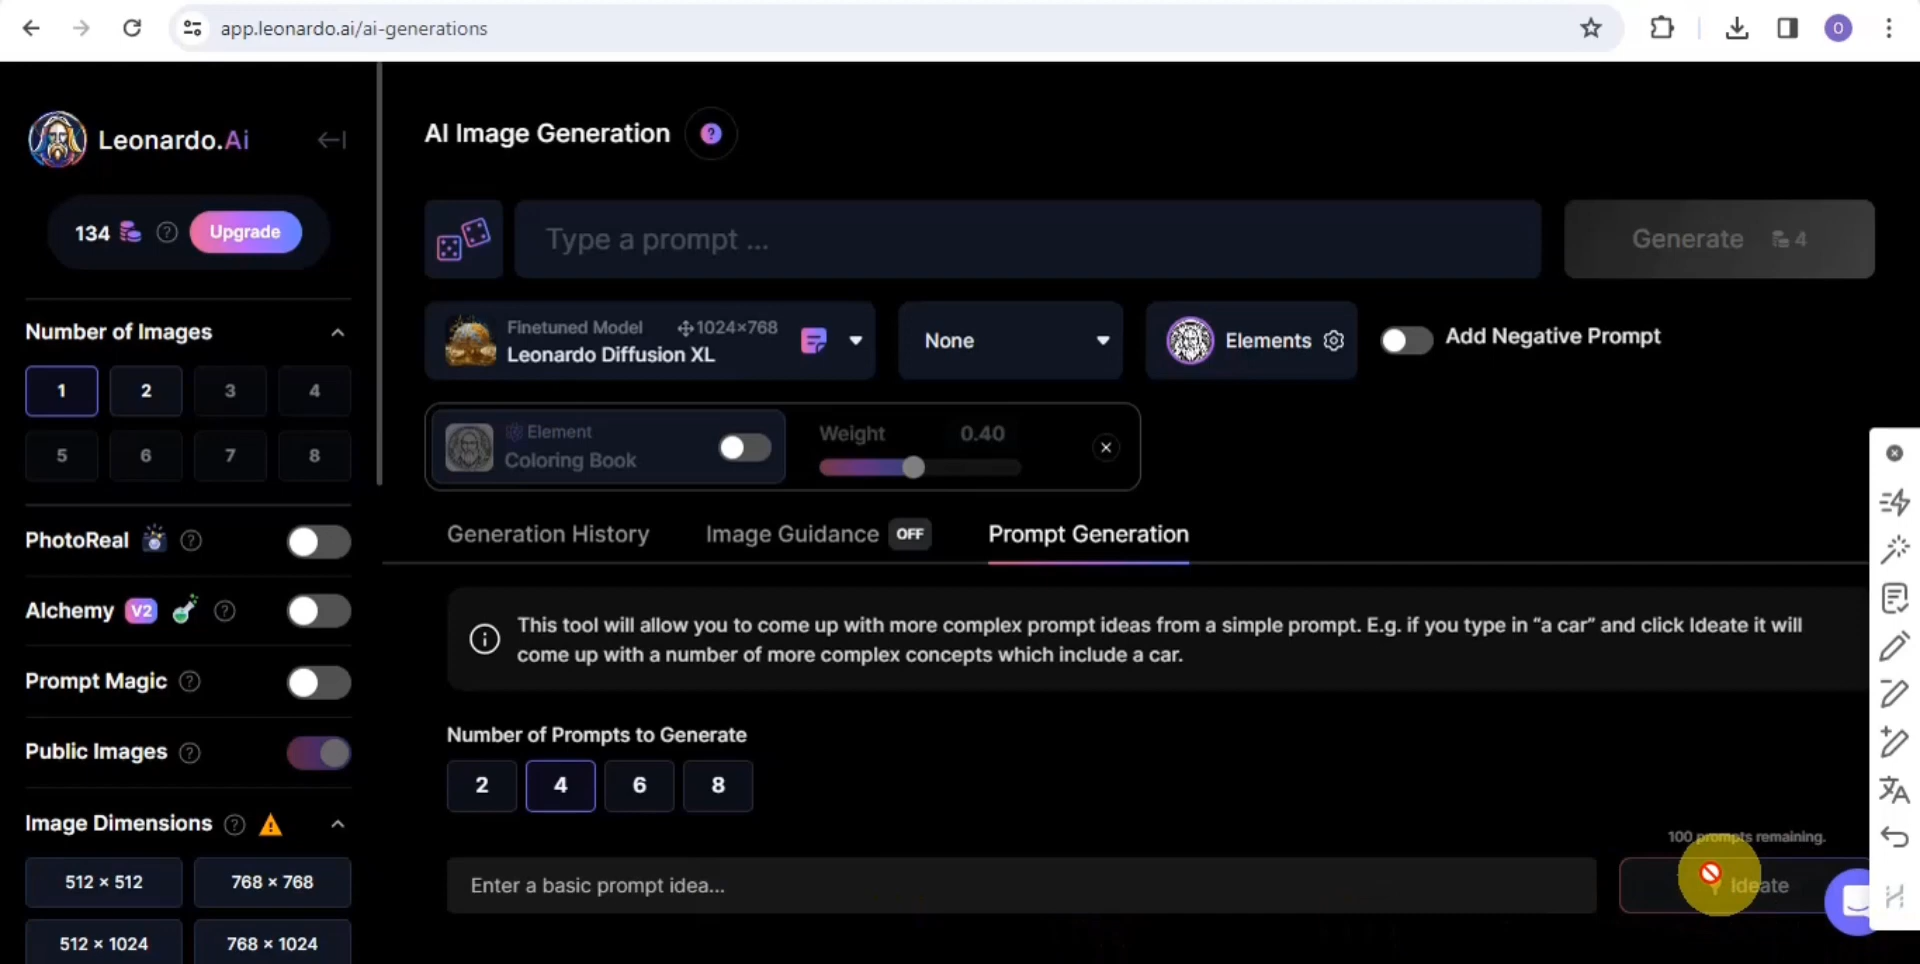 app.leonardo.ai/ai-generations
O
Leonardo.Ai
134
Upgrade
Number of Images
1 2 3 4
5 6 7 8
PhotoReal
Alchemy V2
Prompt Magic
Public Images
Image Dimensions
512 × 512 768 × 768
512 × 1024 768 × 1024
AI Image Generation
Type a prompt ...
Generate 4
Finetuned Model 1024×768
Leonardo Diffusion XL
None
Elements
Add Negative Prompt
Element
Coloring Book
Weight 0.40
Generation History Image Guidance OFF Prompt Generation
This tool will allow you to come up with more complex prompt ideas from a simple prompt. E.g. if you type in “a car” and click Ideate it will
come up with a number of more complex concepts which include a car.
Number of Prompts to Generate
2 4 6 8
100 prompts remaining.
Enter a basic prompt idea...
Ideate